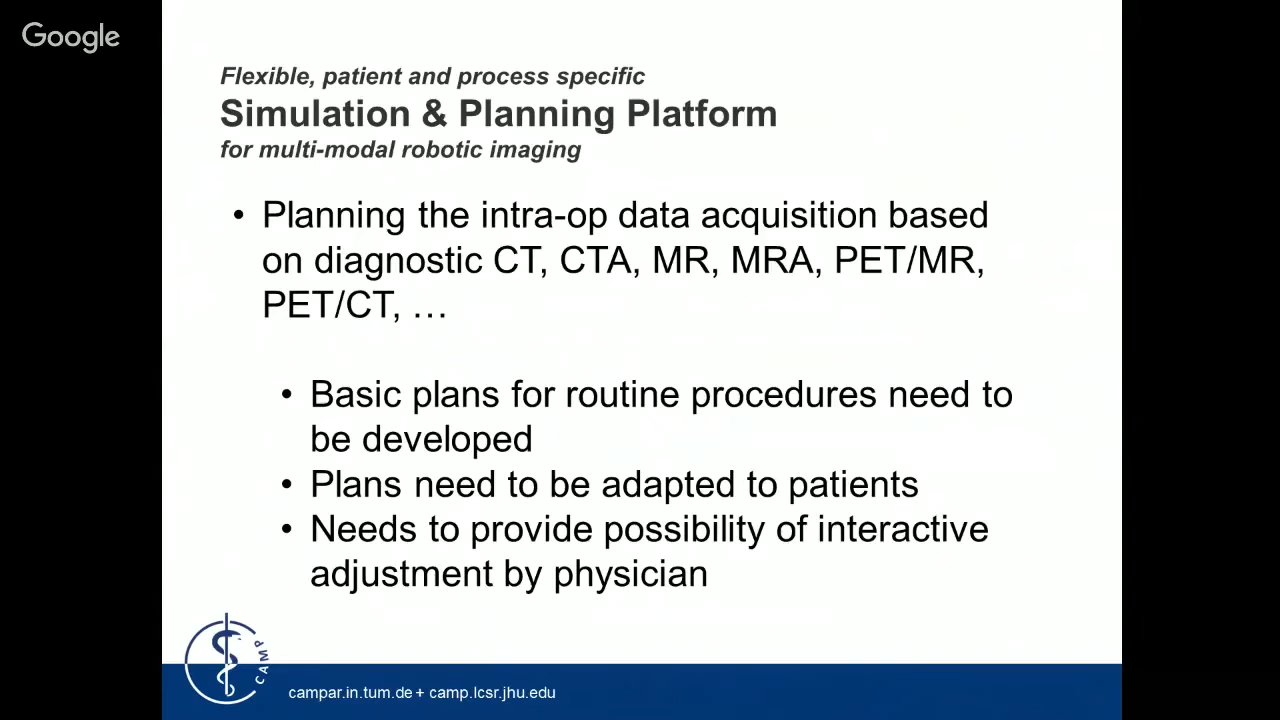 Google
Flexible, patient and process specific
Simulation & Planning Platform
for multi-modal robotic imaging
• Planning the intra-op data acquisition based
on diagnostic CT, CTA, MR, MRA, PET/MR,
PET/CT, …
• Basic plans for routine procedures need to
be developed
• Plans need to be adapted to patients
• Needs to provide possibility of interactive
adjustment by physician
CAMP
campar.in.tum.de + camp.lcsr.jhu.edu